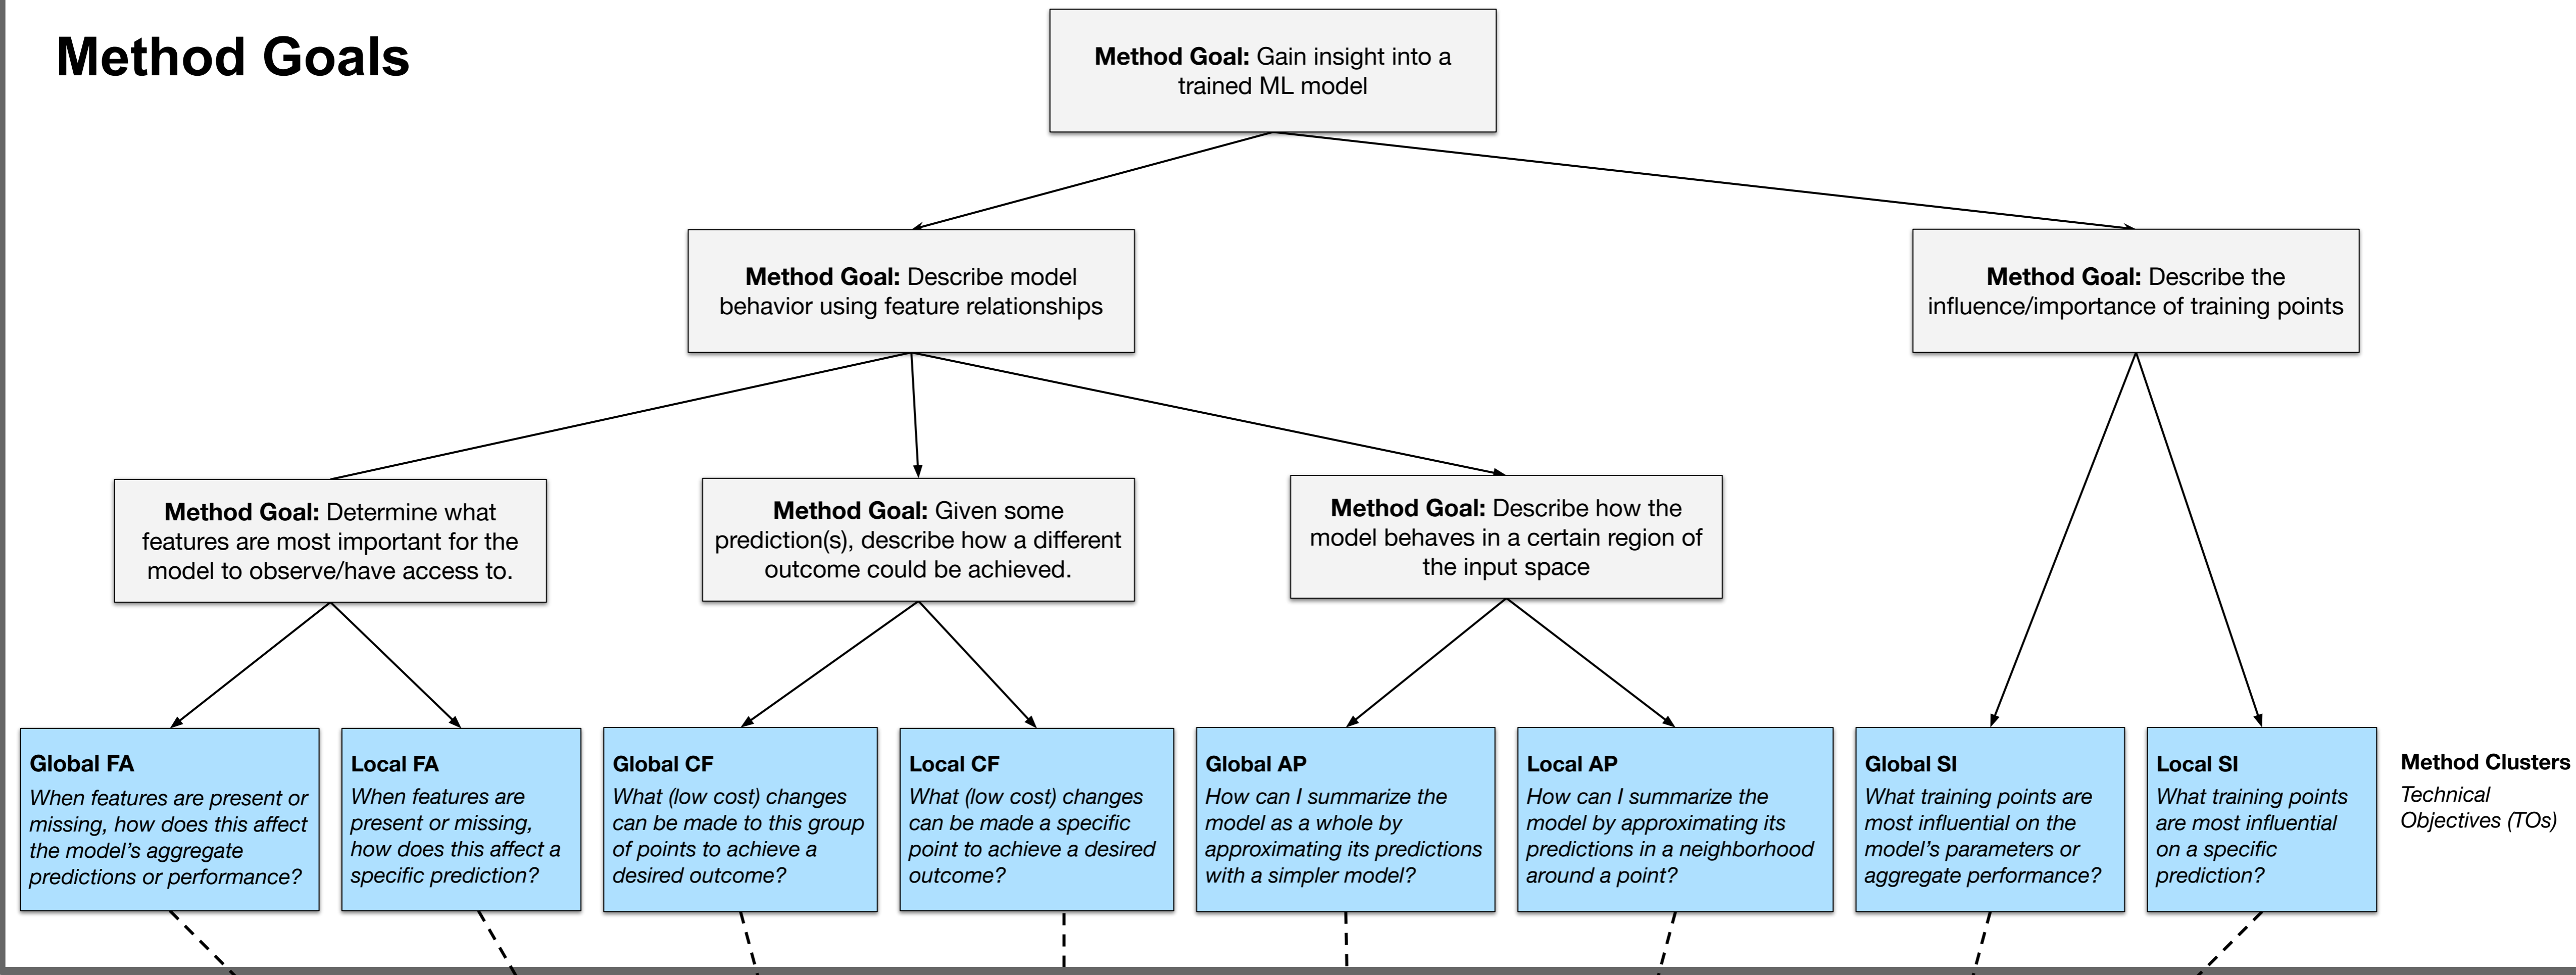 Method Goals
Method Goal: Gain insight into a
trained ML model
Method Goal: Describe model
behavior using feature relationships
Method Goal: Describe the
influence/importance of training points
Method Goal: Determine what
features are most important for the
model to observe/have access to.
Method Goal: Given some
prediction(s), describe how a different
outcome could be achieved.
Method Goal: Describe how the
model behaves in a certain region of
the input space
Global FA
When features are present or
missing, how does this affect
the model’s aggregate
predictions or performance?
Local FA
When features are
present or missing,
how does this affect a
specific prediction?
Global CF
What (low cost) changes
can be made to this group
of points to achieve a
desired outcome?
Local CF
What (low cost) changes
can be made a specific
point to achieve a desired
outcome?
Global AP
How can I summarize the
model as a whole by
approximating its predictions
with a simpler model?
Local AP
How can I summarize the
model by approximating its
predictions in a neighborhood
around a point?
Global SI
What training points are
most influential on the
model’s parameters or
aggregate performance?
Local SI
What training points
are most influential
on a specific
prediction?
Method Clusters
Technical
Objectives (TOs)